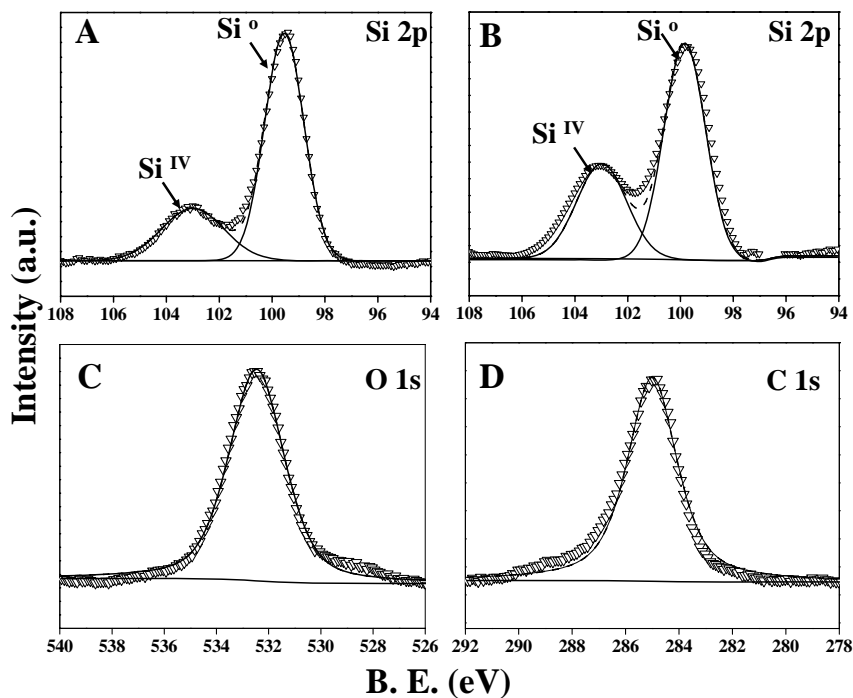 A
Si o
Si 2p
Si IV
108 106 104 102 100 98 96 94
B
Si o
Si 2p
Si IV
108 106 104 102 100 98 96 94
Intensity (a.u.)
C
O 1s
540 538 536 534 532 530 528 526
D
C 1s
292 290 288 286 284 282 280 278
B. E. (eV)